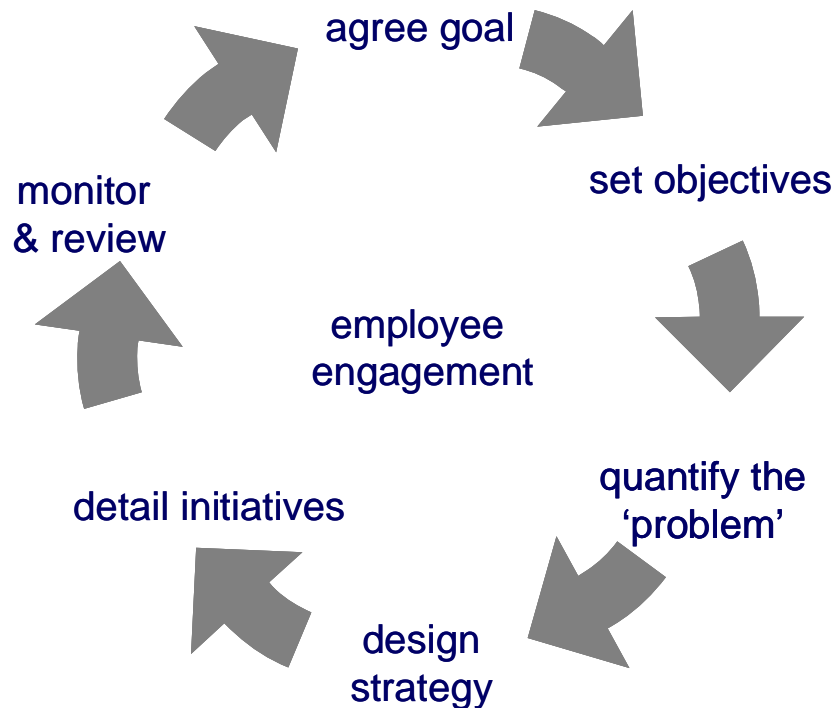 agree goal
set objectives
quantify the
‘problem’
design
strategy
detail initiatives
monitor
& review
employee
engagement